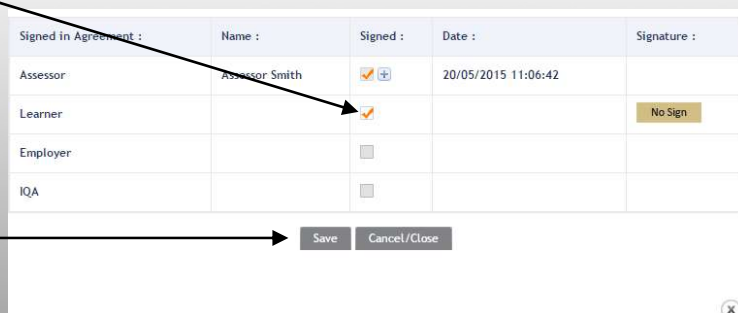 Signed in Agreement : Name : Signed : Date : Signature :
Assessor Assessor Smith 20/05/2015 11:06:42
Learner No Sign
Employer
IQA
Save Cancel/Close
x